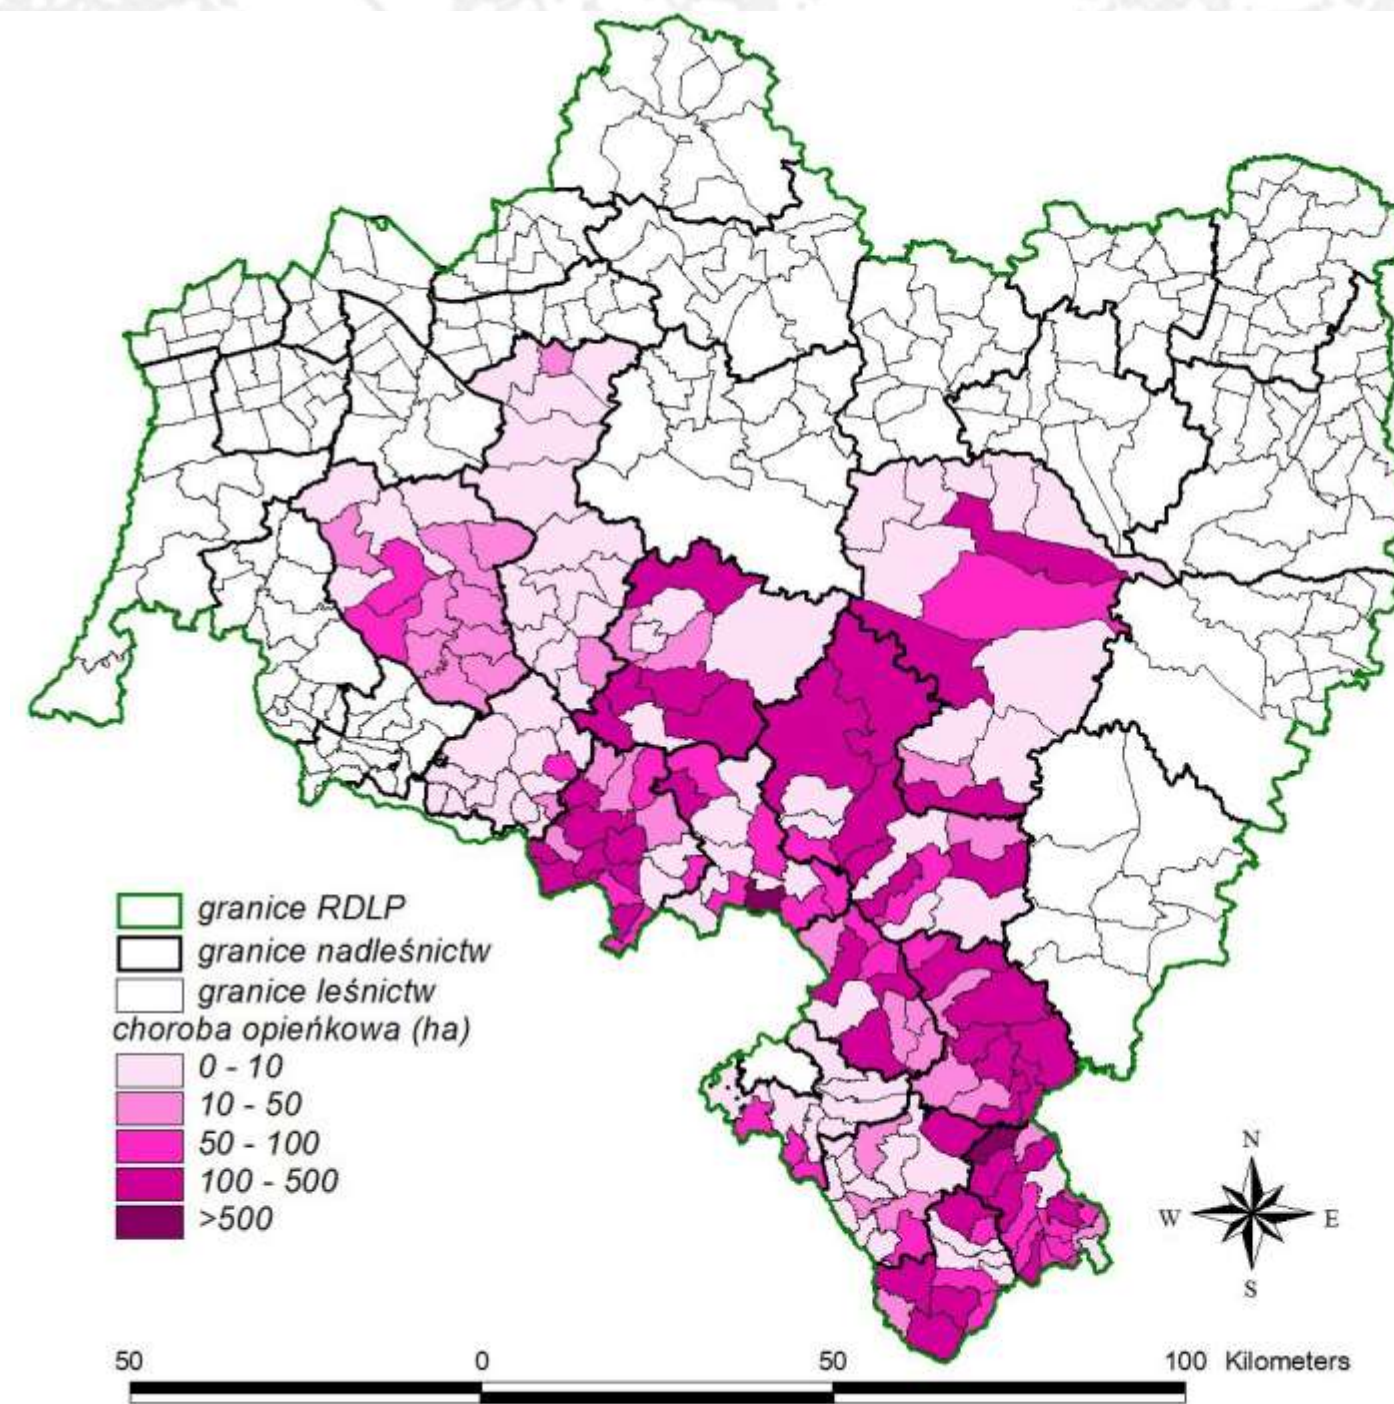 granice RDLP
granice nadleśnictw
granice leśnictw
choroba opieńkowa (ha)
0 - 10
10 - 50
50 - 100
100 - 500
>500
N
W E
S
50 0 50 100 Kilometers